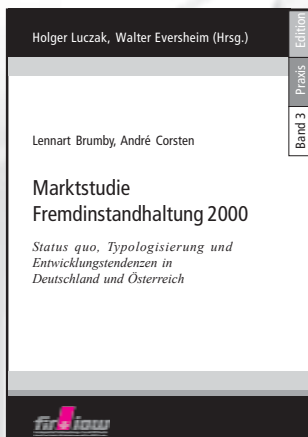 Holger Luczak, Walter Eversheim (Hrsg.)
Edition
Praxis
Band 3
Lennart Brumby, André Corsten
Marktstudie
Fremdinstandhaltung 2000
Status quo, Typologisierung und
Entwicklungstendenzen in
Deutschland und Österreich
fir+iaw